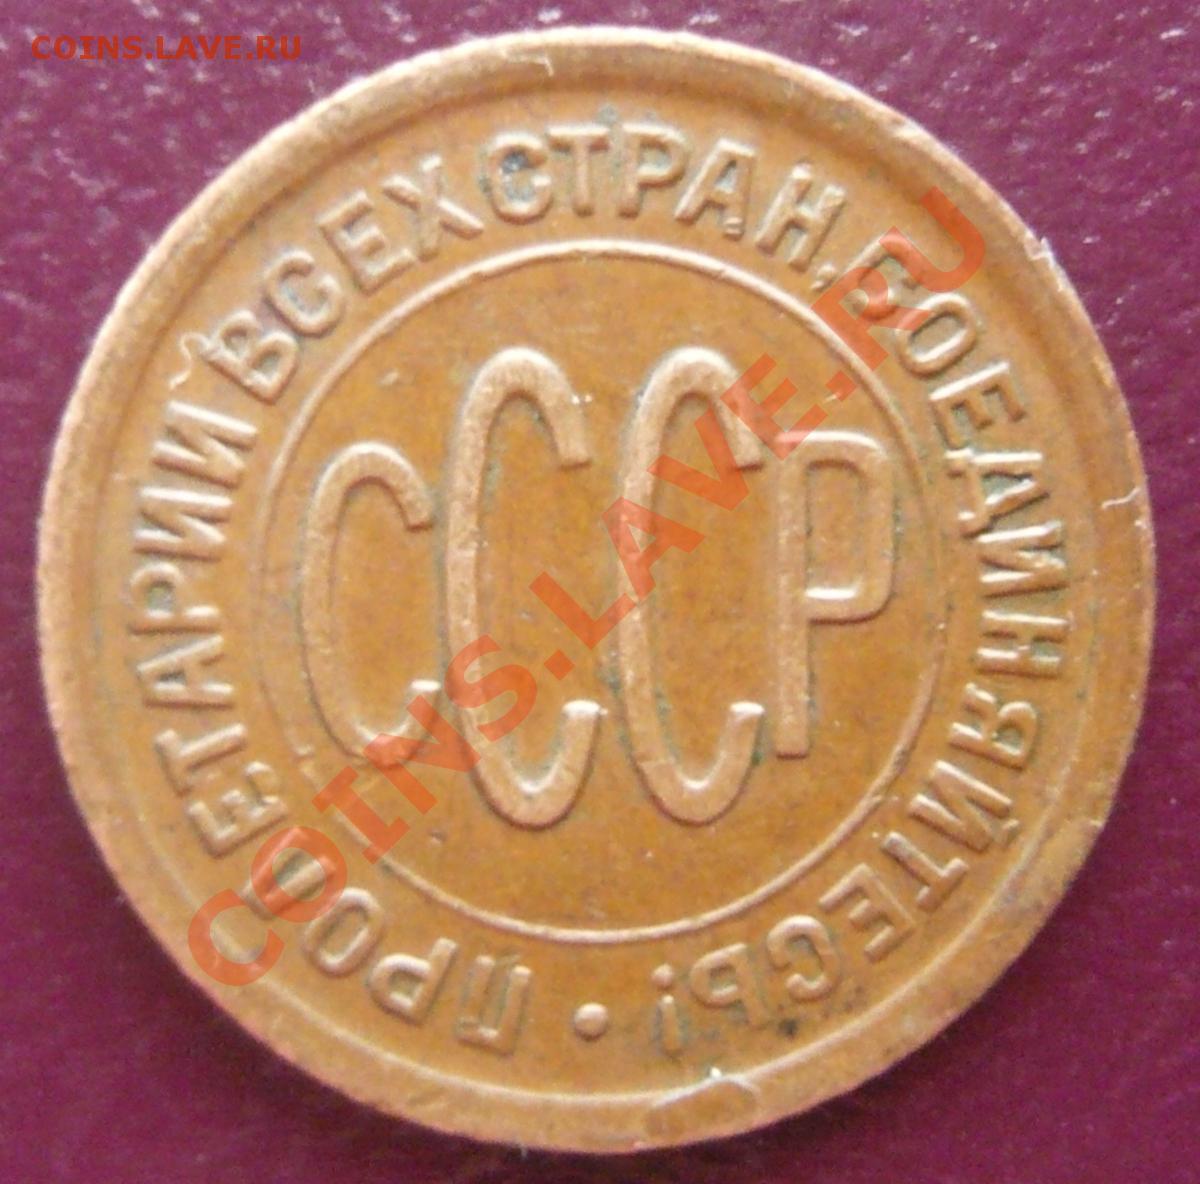 COINS.LAVE.RU
ПРОЛЕТАРИИ ВСЕХ СТРАН, СОЕДИНЯЙТЕСЬ!
СССР
COINS.LAVE.RU